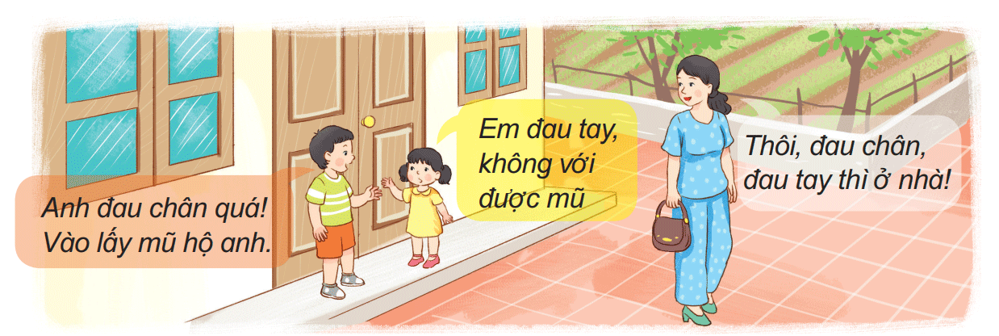 Anh đau chân quá!
Vào lấy mũ hộ anh.
Em đau tay,
không với
được mũ
Thôi, đau chân,
đau tay thì ở nhà!